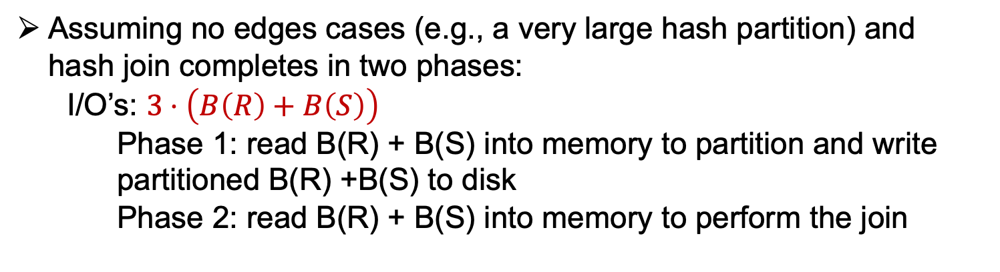 ➢ Assuming no edges cases (e.g., a very large hash partition) and
hash join completes in two phases:
I/O’s: 3 · (B(R) + B(S))
Phase 1: read B(R) + B(S) into memory to partition and write
partitioned B(R) +B(S) to disk
Phase 2: read B(R) + B(S) into memory to perform the join